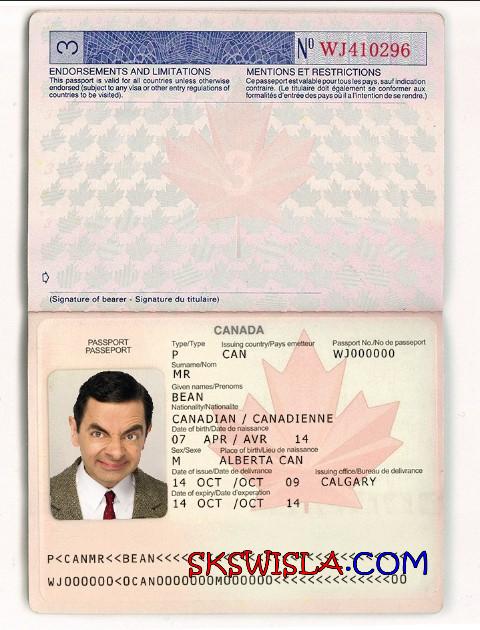 3
Nº WJ410296
ENDORSEMENTS AND LIMITATIONS
This passport is valid for all countries unless otherwise
endorsed (subject to any visa or other entry regulations of
countries to be visited).
MENTIONS ET RESTRICTIONS
Ce passeport est valable pour tous les pays, sauf indication
contraire. (Le titulaire doit également se conformer aux
formalités d'entrée des pays où il a l'intention de se rendre.)
3
(Signature of bearer - Signature du titulaire)
CANADA
PASSPORT
PASSEPORT
Type/Type Issuing country/Pays emetteur Passport No./No de passeport
P CAN WJ000000
Surname/Nom
MR
Given names/Prenoms
BEAN
Nationality/Nationalite
CANADIAN / CANADIENNE
Date of birth/Date de naissance
07 APR / AVR 14
Sex/Sexe Place of birth/Lieu de naissance
M ALBERTA CAN
Date of issue/Date de delivrance Issuing office/Bureau de delivrance
14 OCT /OCT 09 CALGARY
Date of expiry/Date d'experation
14 OCT /OCT 14
P<CANMR<<BEAN<<<<
SKSWISLA.COM
WJ000000<0CAN0000000M000000<<<<<<<<<<<<<<<00